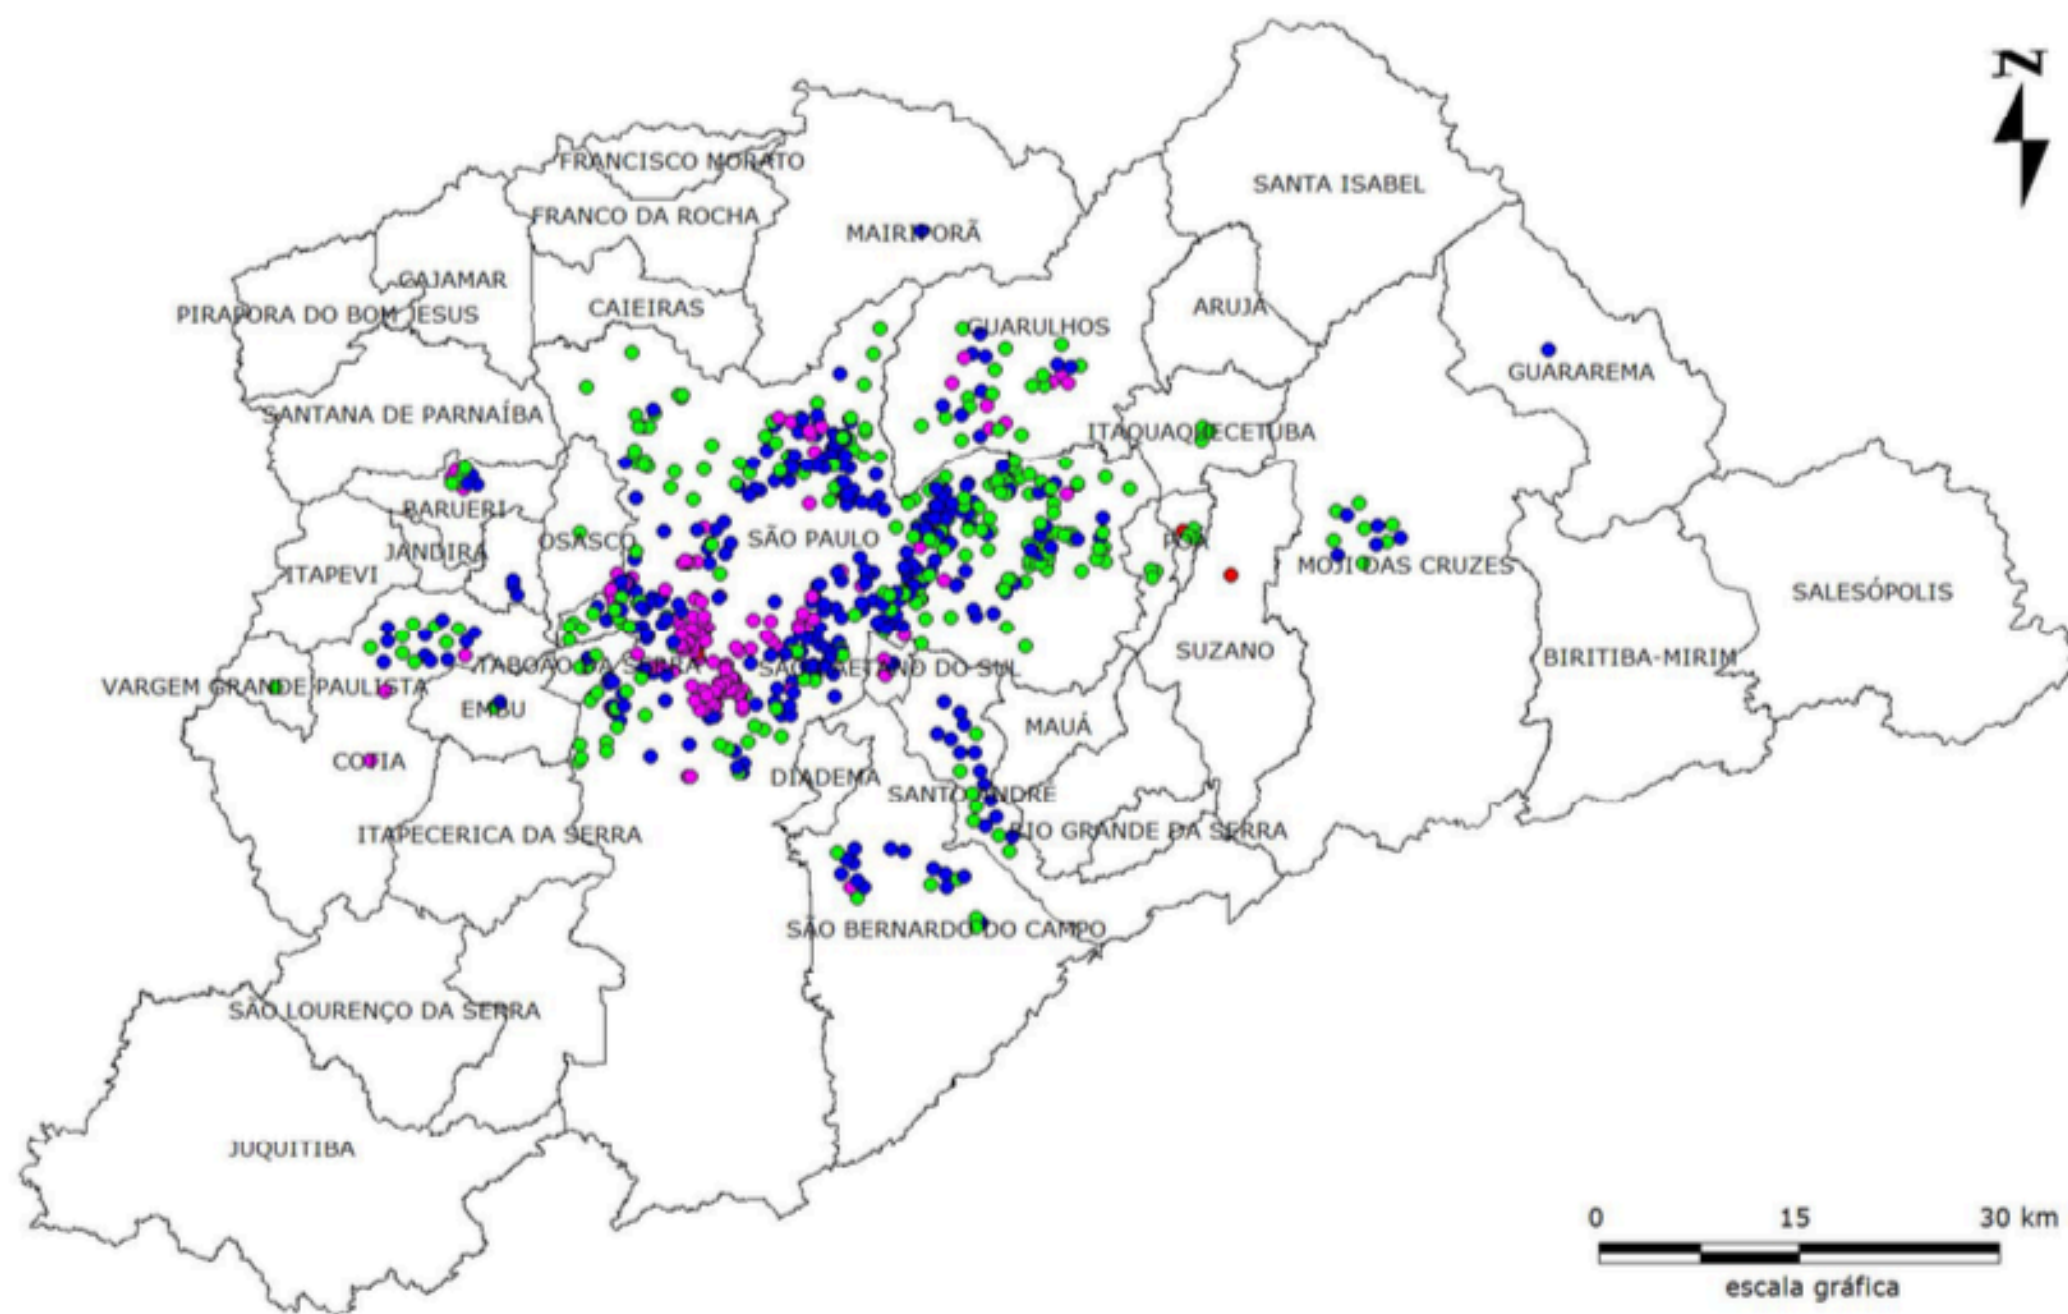 N
FRANCISCO MORATO
SANTA ISABEL
FRANCO DA ROCHA
MAIRIPORÃ
CAJAMAR
PIRAPORA DO BOM JESUS
CAIEIRAS
ARUJÁ
GUARULHOS
GUARAREMA
SANTANA DE PARNAÍBA
ITAQUAQUECETUBA
BARUERI
OSASCO
SÃO PAULO
POÁ
JANDIRA
ITAPEVI
MOJI DAS CRUZES
SALESÓPOLIS
SUZANO
BIRITIBA-MIRIM
TABOÃO DA SERRA
SÃO CAETANO DO SUL
VARGEM GRANDE PAULISTA
EMBU
MAUÁ
COTIA
DIADEMA
SANTO ANDRÉ
ITAPECERICA DA SERRA
RIO GRANDE DA SERRA
SÃO BERNARDO DO CAMPO
SÃO LOURENÇO DA SERRA
JUQUITIBA
0 15 30 km
escala gráfica